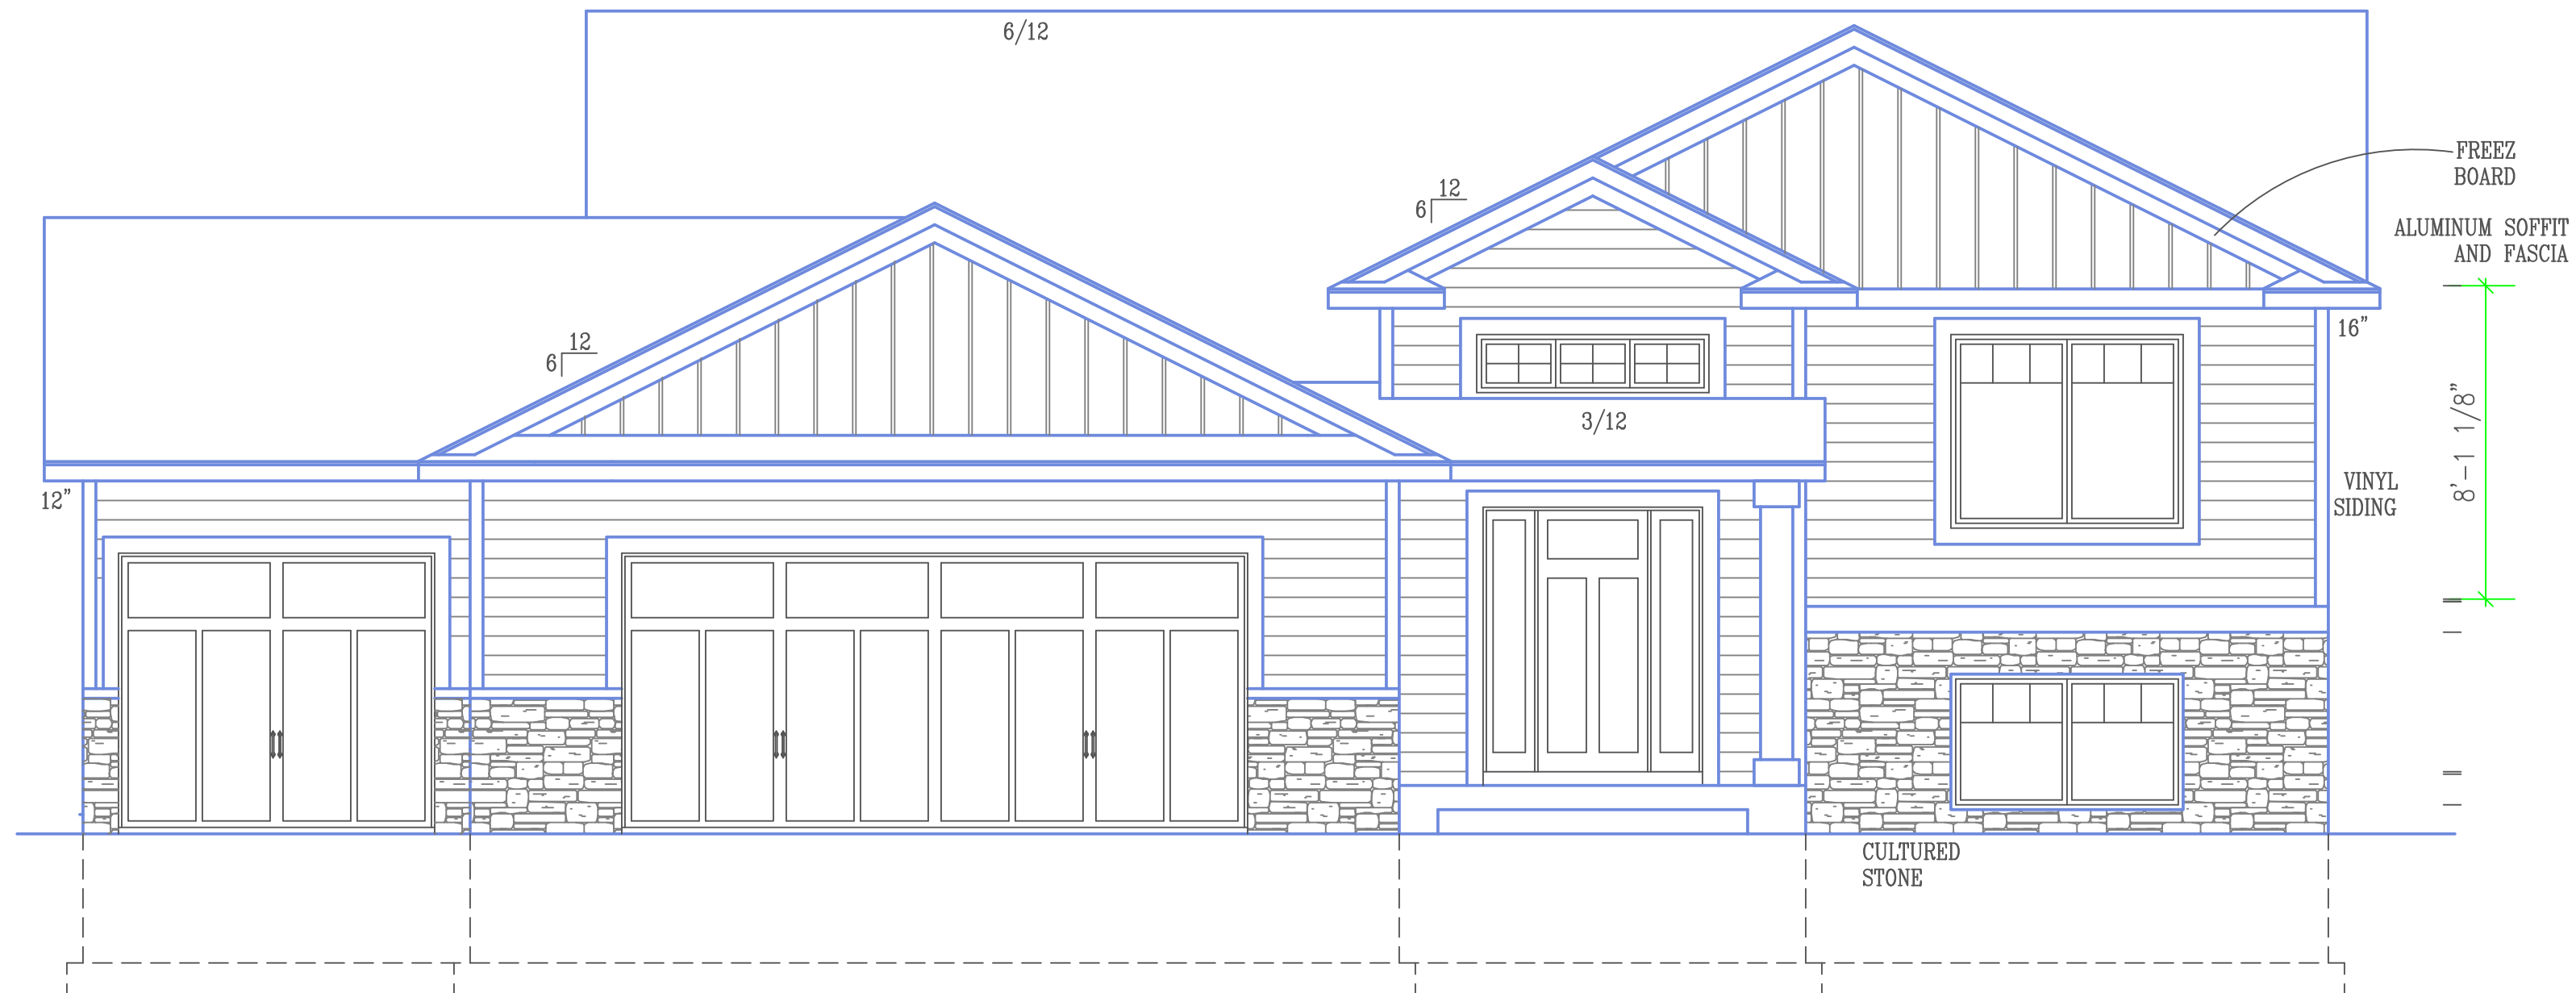 6/12
FREEZ
BOARD
12
6
ALUMINUM SOFFIT
AND FASCIA
12
6
16"
3/12
8'-1 1/8"
VINYL
SIDING
12"
CULTURED
STONE